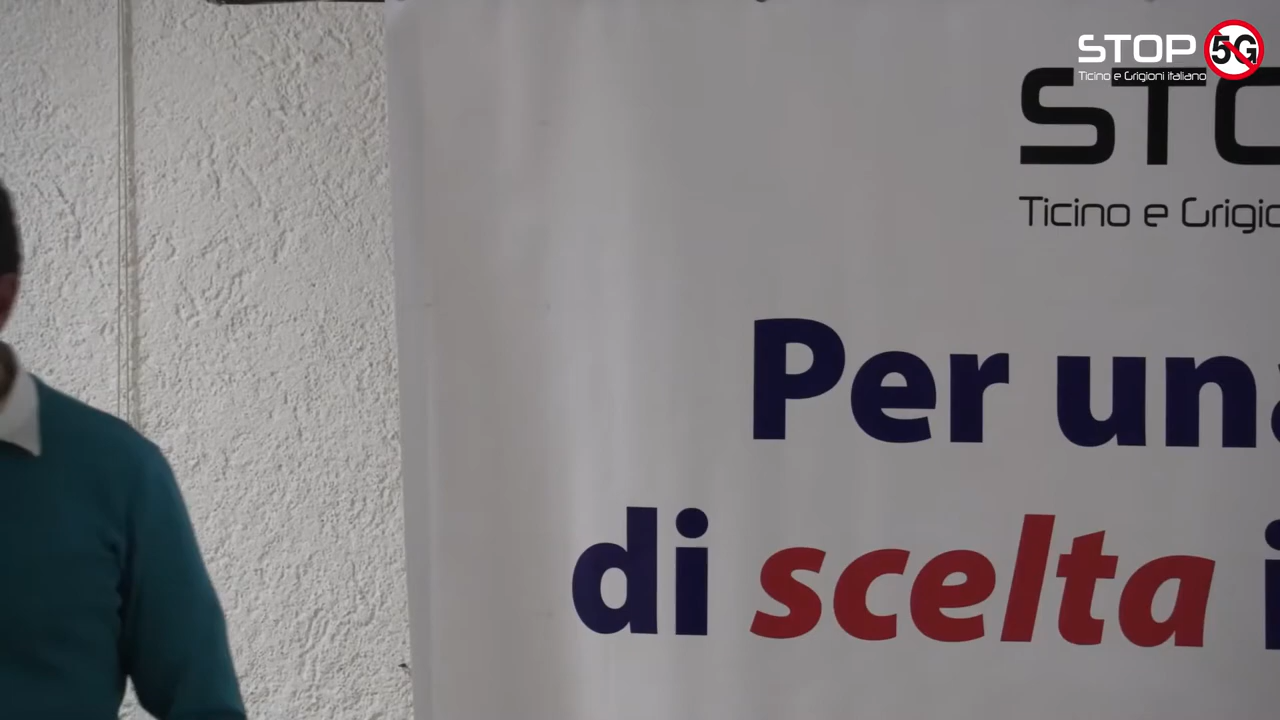 STOP 5G
Ticino e Grigioni italiano
STO
Ticino e Grigio
Per una
di scelta i